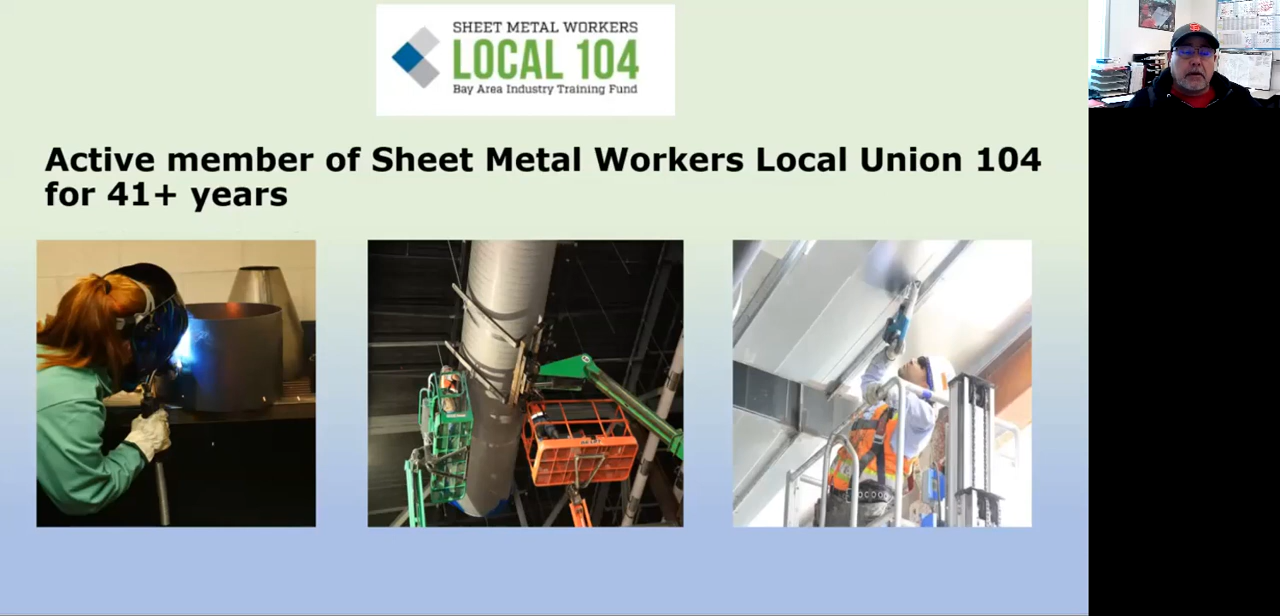 SHEET METAL WORKERS
LOCAL 104
Bay Area Industry Training Fund
Active member of Sheet Metal Workers Local Union 104
for 41+ years